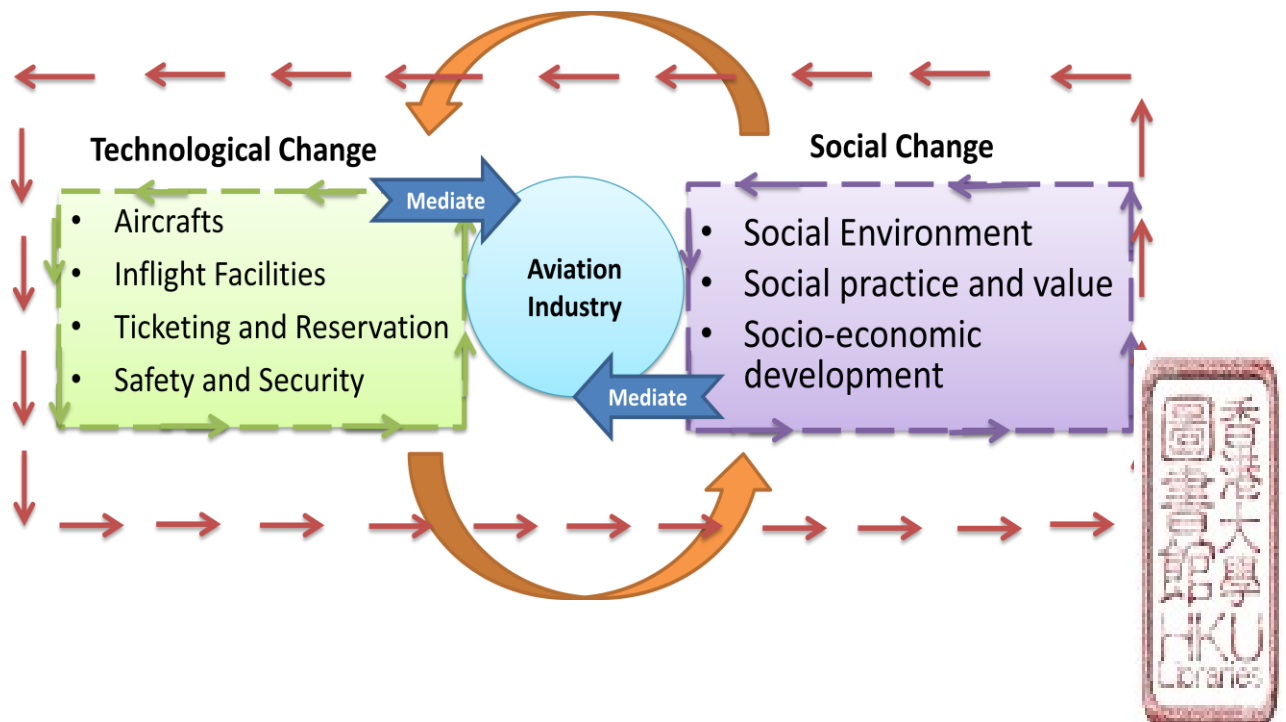 Technological Change
Social Change
• Aircrafts
• Inflight Facilities
• Ticketing and Reservation
• Safety and Security
Mediate
Aviation
Industry
Mediate
• Social Environment
• Social practice and value
• Socio-economic
development
香港大學
圖書館
HKU
Libraries